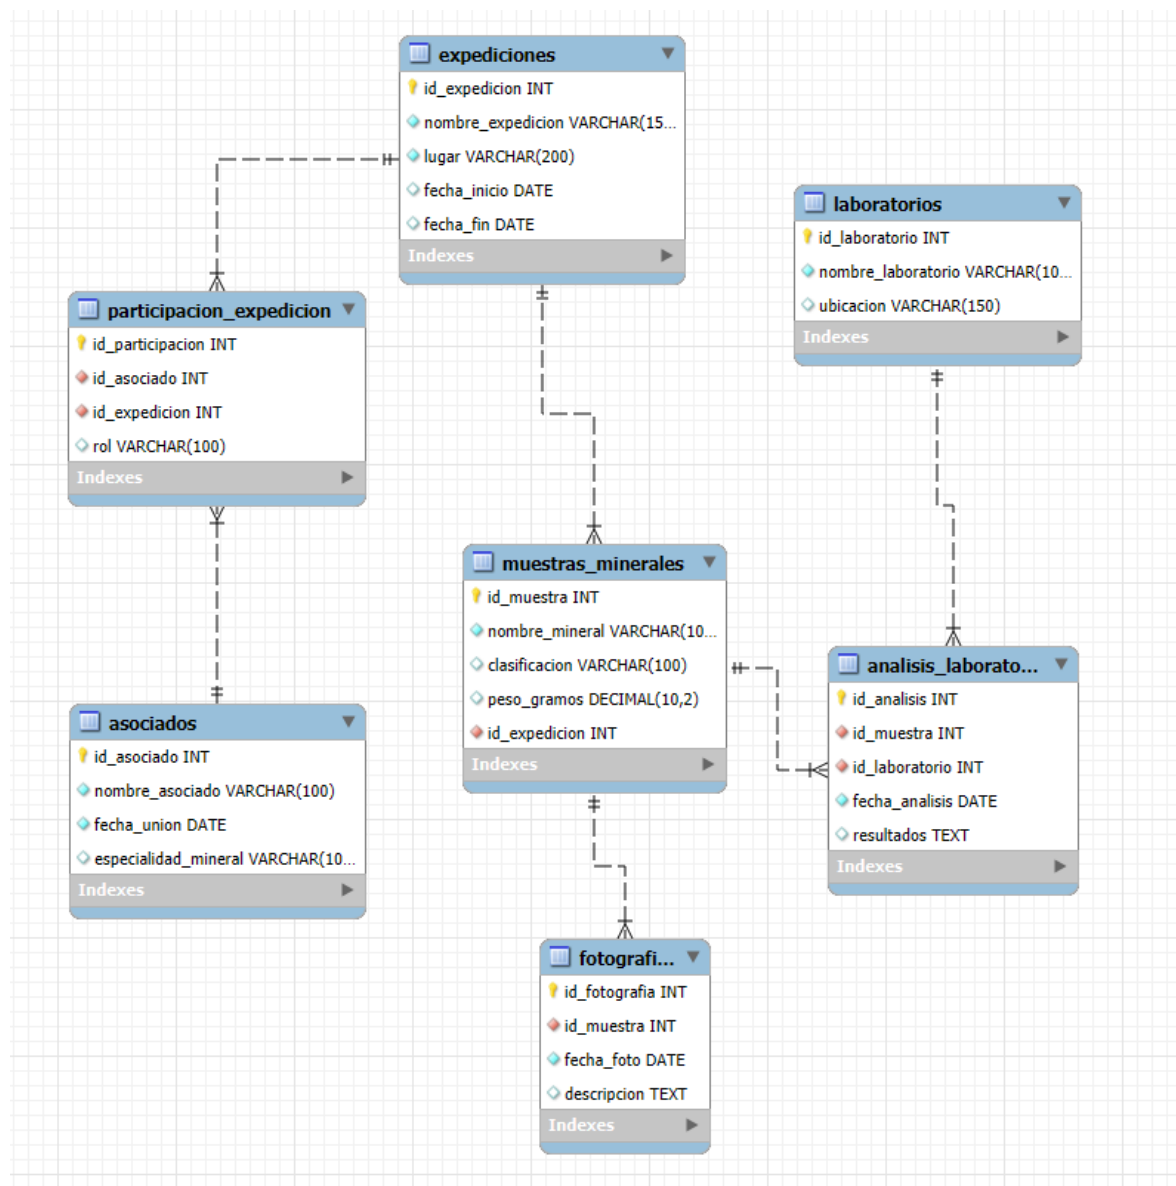 expediciones
id_expedicion INT
nombre_expedicion VARCHAR(15...
lugar VARCHAR(200)
fecha_inicio DATE
fecha_fin DATE
Indexes
laboratorios
id_laboratorio INT
nombre_laboratorio VARCHAR(10...
ubicacion VARCHAR(150)
Indexes
participacion_expedicion
id_participacion INT
id_asociado INT
id_expedicion INT
rol VARCHAR(100)
Indexes
muestras_minerales
id_muestra INT
nombre_mineral VARCHAR(10...
clasificacion VARCHAR(100)
peso_gramos DECIMAL(10,2)
id_expedicion INT
Indexes
analisis_laborato...
id_analisis INT
id_muestra INT
id_laboratorio INT
fecha_analisis DATE
resultados TEXT
Indexes
asociados
id_asociado INT
nombre_asociado VARCHAR(100)
fecha_union DATE
especialidad_mineral VARCHAR(10...
Indexes
fotografi...
id_fotografia INT
id_muestra INT
fecha_foto DATE
descripcion TEXT
Indexes